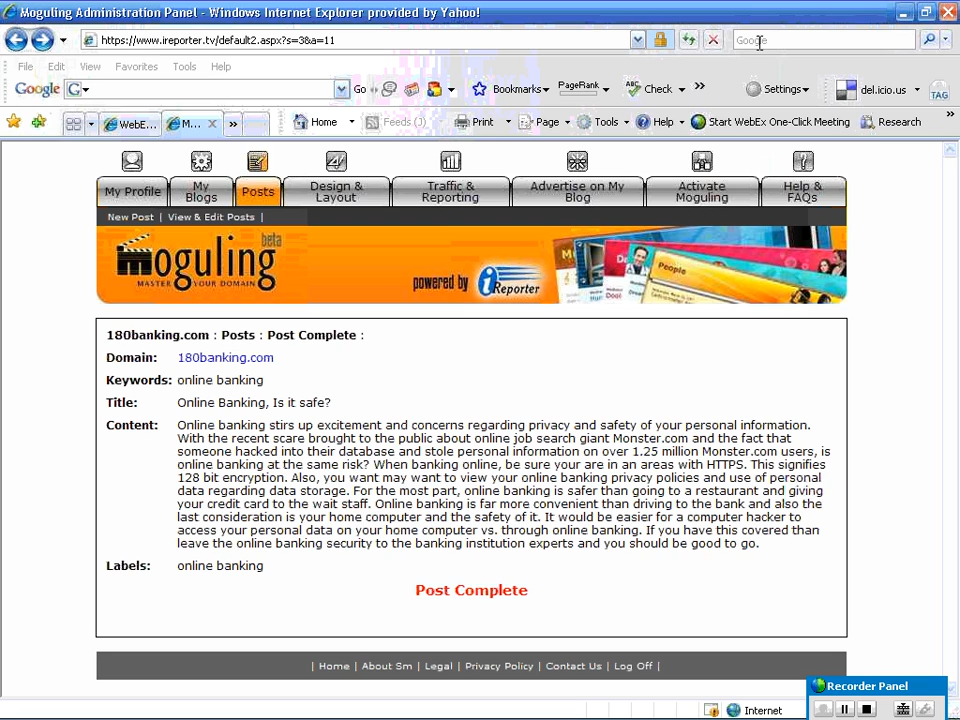 Moguling Administration Panel - Windows Internet Explorer provided by Yahoo!
https://www.ireporter.tv/default2.aspx?s=3&a=11
Google
File Edit View Favorites Tools Help
Google G Go Bookmarks PageRank ABC Check » Settings del.icio.us TAG
WebE... M... » Home Feeds (J) Print Page Tools Help Start WebEx One-Click Meeting Research »
My Profile My Blogs Posts Design & Layout Traffic & Reporting Advertise on My Blog Activate Moguling Help & FAQs
New Post | View & Edit Posts |
moguling beta
MASTER YOUR DOMAIN
powered by iReporter
People
180banking.com : Posts : Post Complete :
Domain: 180banking.com
Keywords: online banking
Title: Online Banking, Is it safe?
Content: Online banking stirs up excitement and concerns regarding privacy and safety of your personal information.
With the recent scare brought to the public about online job search giant Monster.com and the fact that
someone hacked into their database and stole personal information on over 1.25 million Monster.com users, is
online banking at the same risk? When banking online, be sure your are in an areas with HTTPS. This signifies
128 bit encryption. Also, you want may want to view your online banking privacy policies and use of personal
data regarding data storage. For the most part, online banking is safer than going to a restaurant and giving
your credit card to the wait staff. Online banking is far more convenient than driving to the bank and also the
last consideration is your home computer and the safety of it. It would be easier for a computer hacker to
access your personal data on your home computer vs. through online banking. If you have this covered than
leave the online banking security to the banking institution experts and you should be good to go.
Labels: online banking
Post Complete
| Home | About Sm | Legal | Privacy Policy | Contact Us | Log Off |
Recorder Panel
Internet